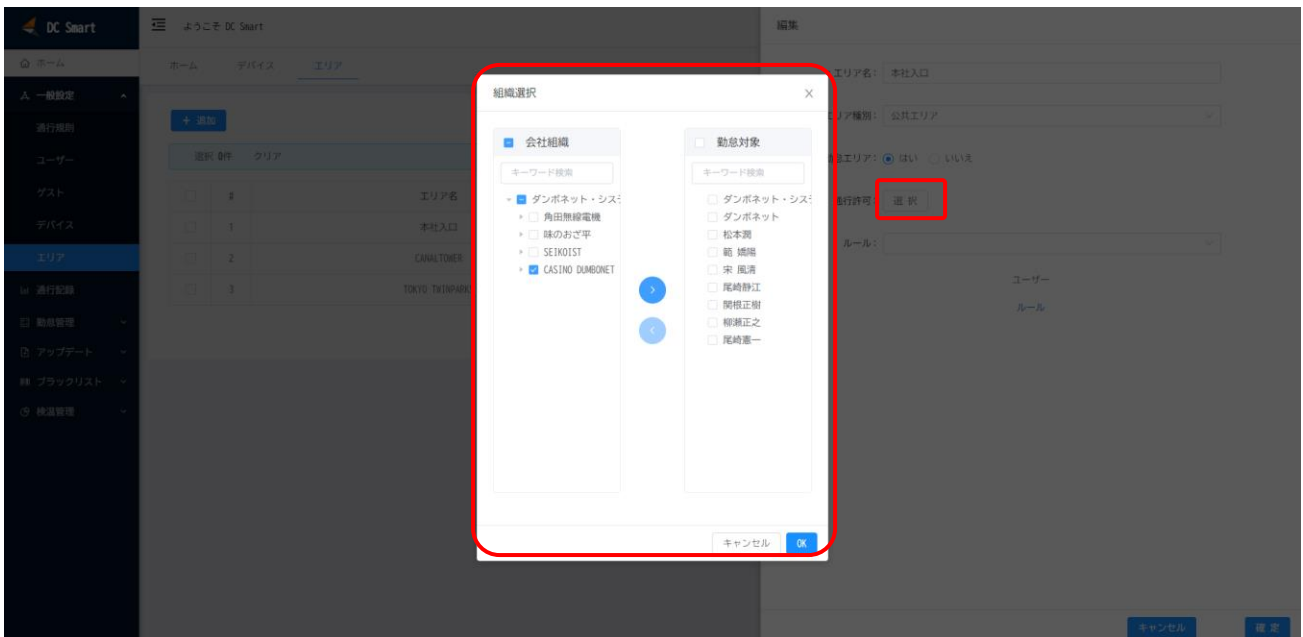 DC Smart
ようこそ DC Smart
編集
ホーム
一般設定
通行規則
ユーザー
ゲスト
デバイス
エリア
通行記録
勤怠管理
アップデート
ブラックリスト
検温管理
ホーム デバイス エリア
+ 追加
選択 0件 クリア
# エリア名
1 本社入口
2 CANALTOWER
3 TOKYO TWINPARKS
組織選択
会社組織
キーワード検索
ダンボネット・シス
角田無線電機
味のおざ平
SEIKOIST
CASINO DUMBONET
勤怠対象
キーワード検索
ダンボネット・シス
ダンボネット
松本潤
範 嬌陽
宋 風清
尾崎静江
関根正樹
柳瀬正之
尾崎憲一
キャンセル OK
エリア名: 本社入口
エリア種別: 公共エリア
勤怠エリア: はい いいえ
通行許可: 選 択
ルール:
ユーザー
ルール
キャンセル 確 定